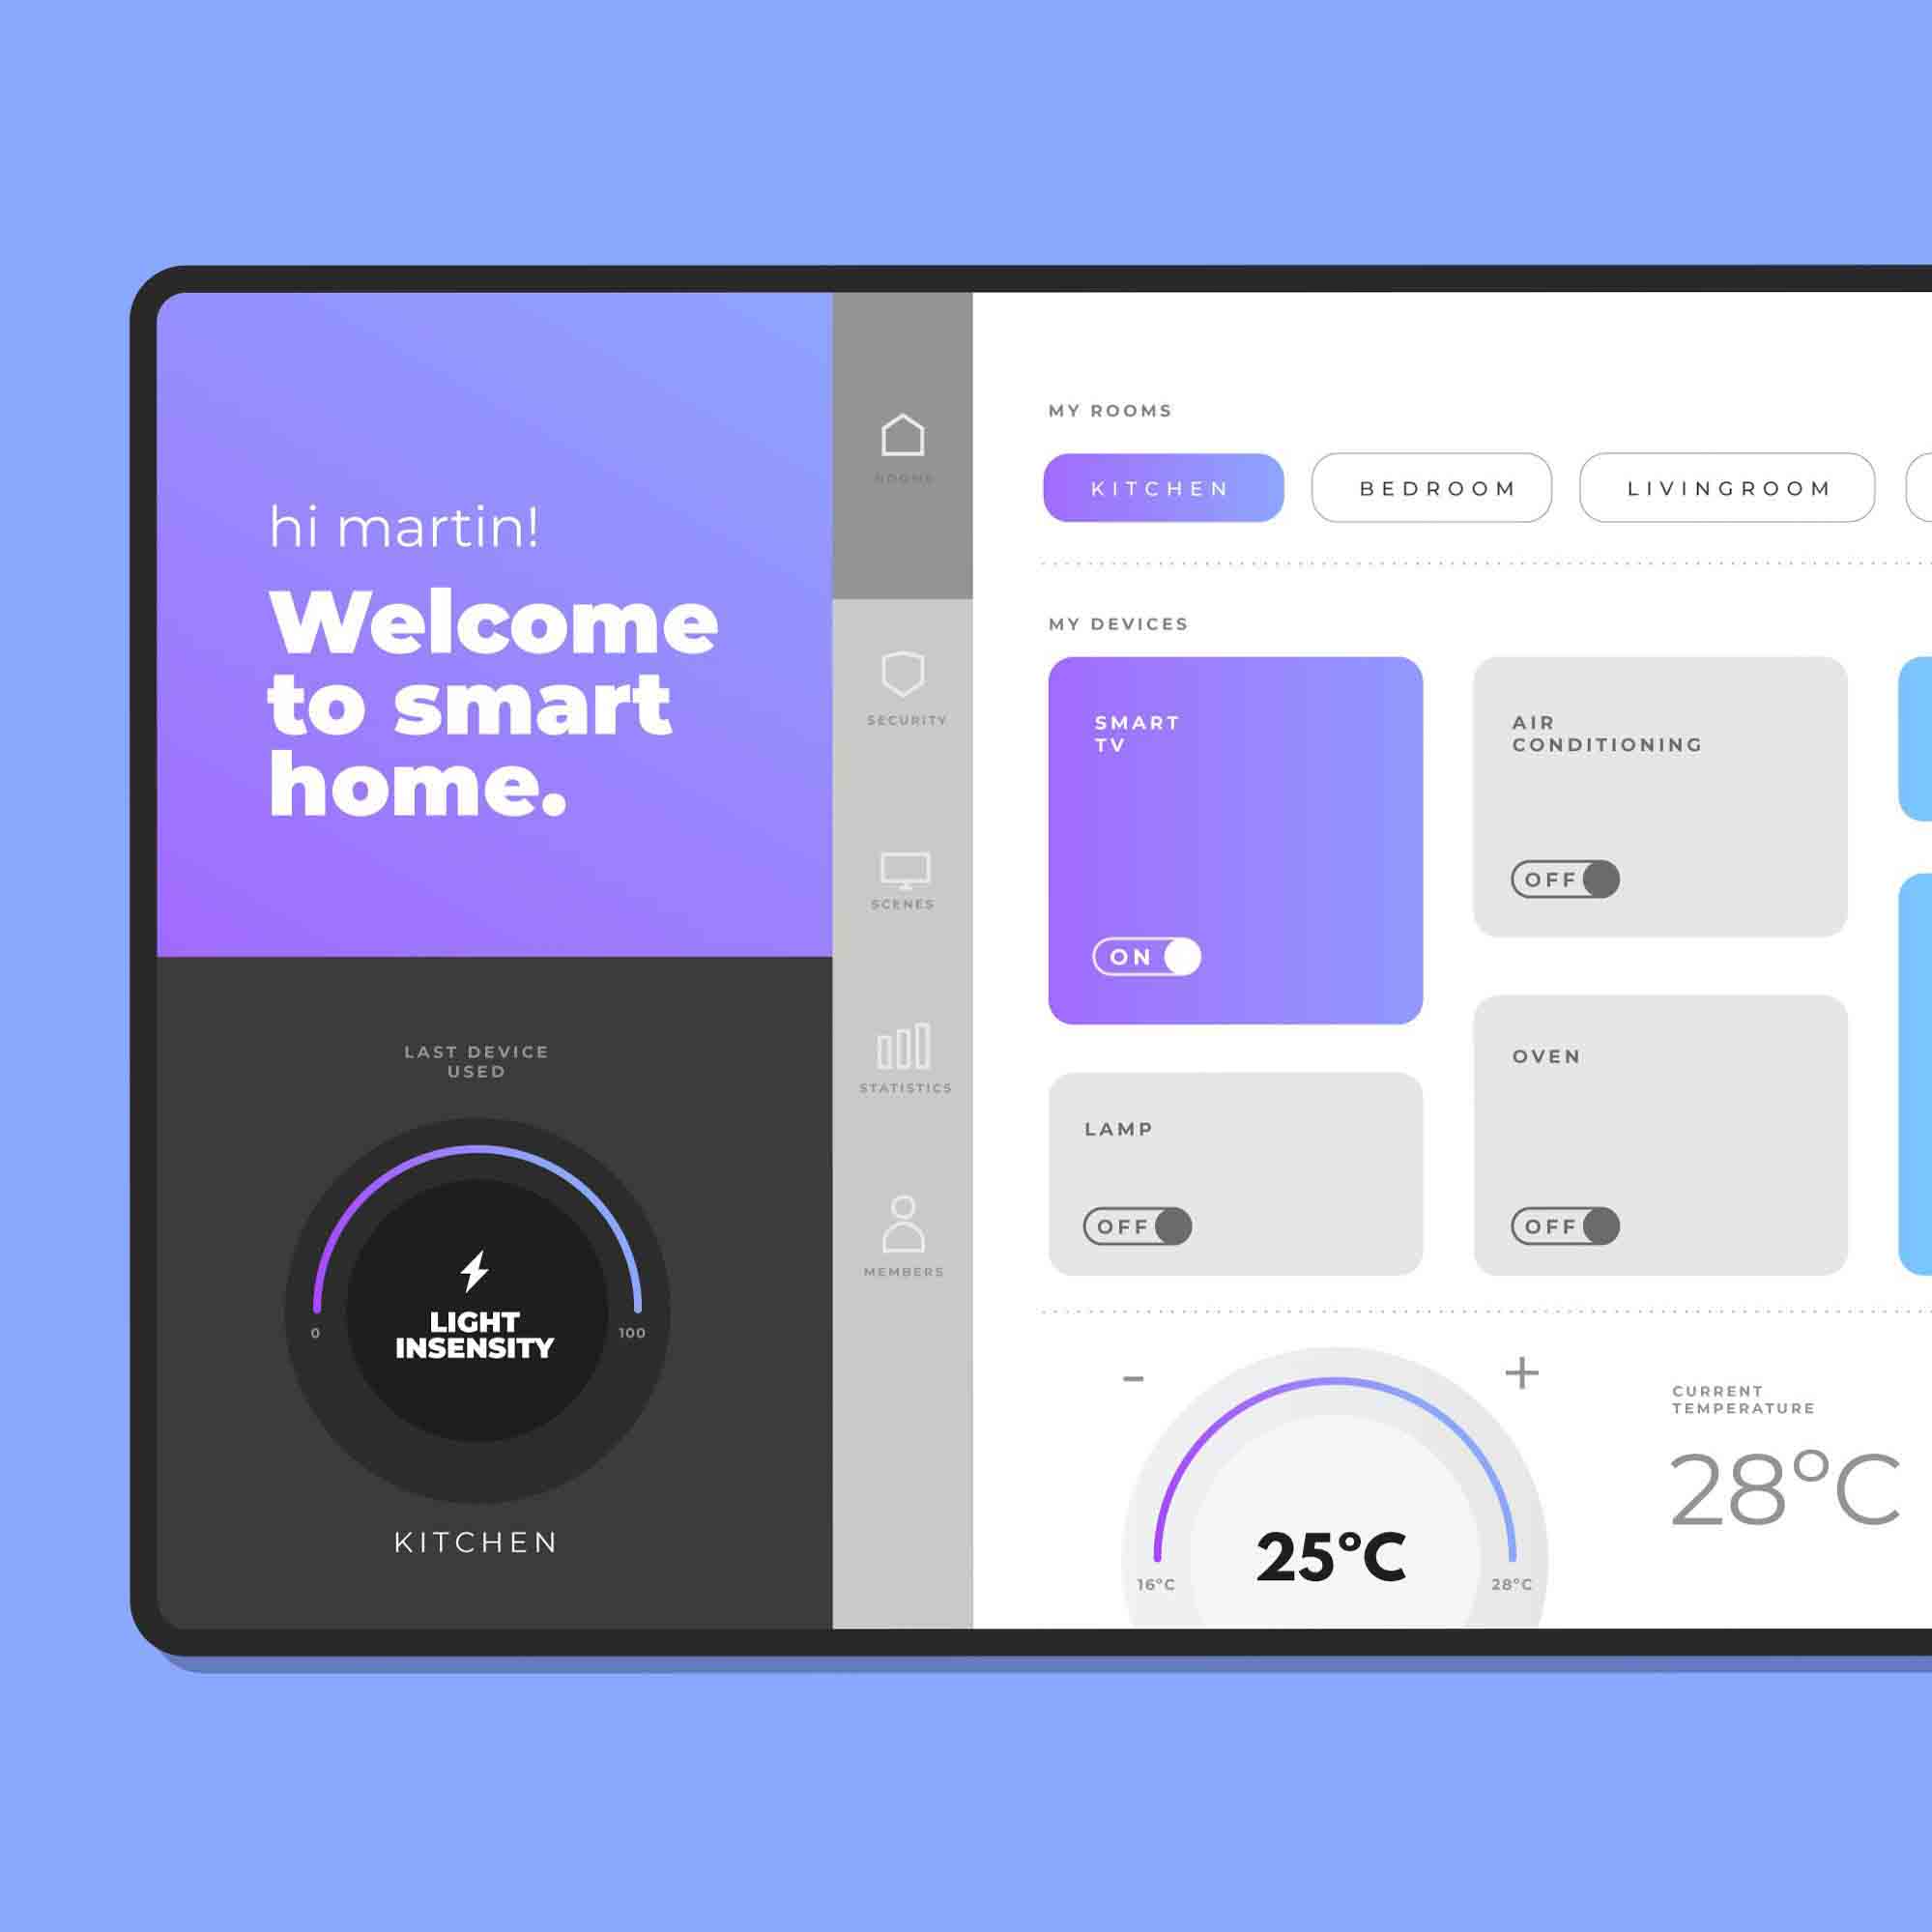 hi martin!
Welcome
to smart
home.
LAST DEVICE
USED
LIGHT
INSENSITY
0
100
KITCHEN
ROOMS
SECURITY
SCENES
STATISTICS
MEMBERS
MY ROOMS
KITCHEN
BEDROOM
LIVINGROOM
MY DEVICES
SMART
TV
ON
AIR
CONDITIONING
OFF
LAMP
OFF
OVEN
OFF
-
+
25°C
16°C
28°C
CURRENT
TEMPERATURE
28°C